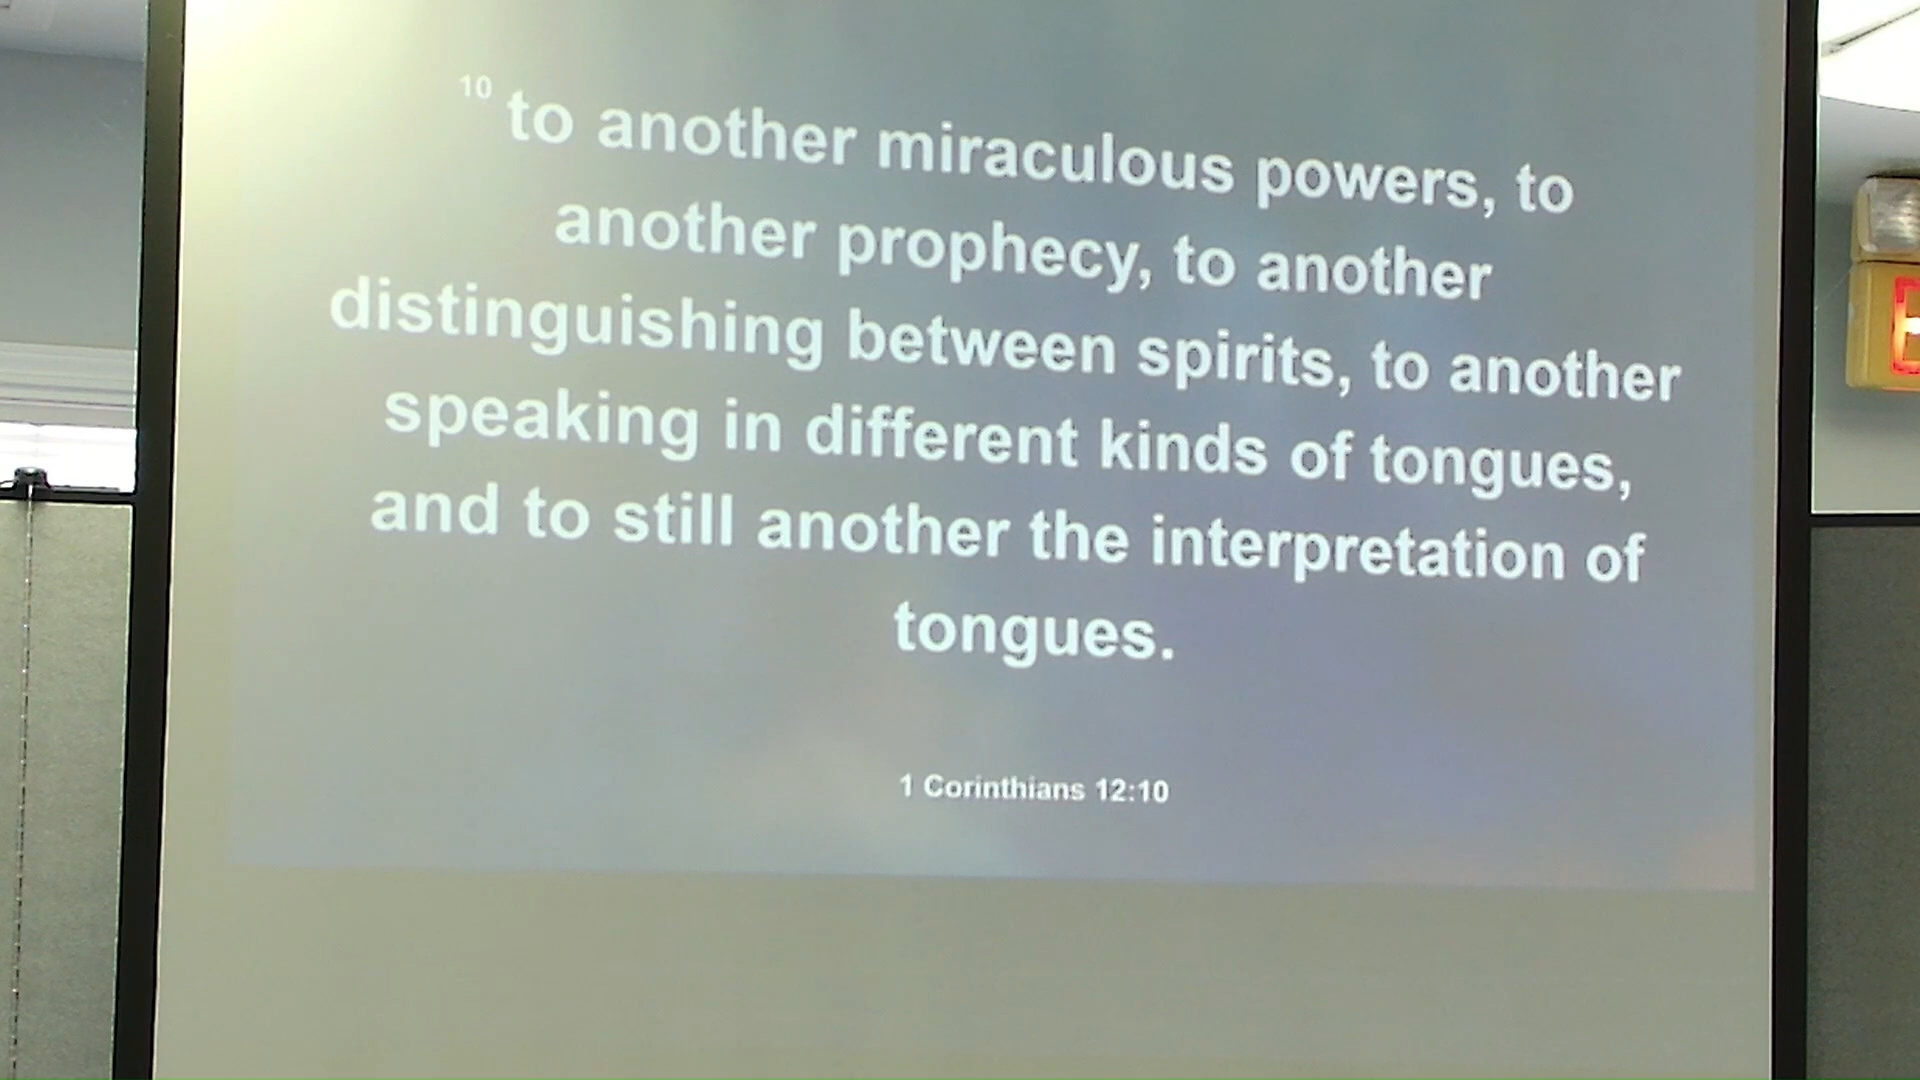 10 to another miraculous powers, to
another prophecy, to another
distinguishing between spirits, to another
speaking in different kinds of tongues,
and to still another the interpretation of
tongues.
1 Corinthians 12:10